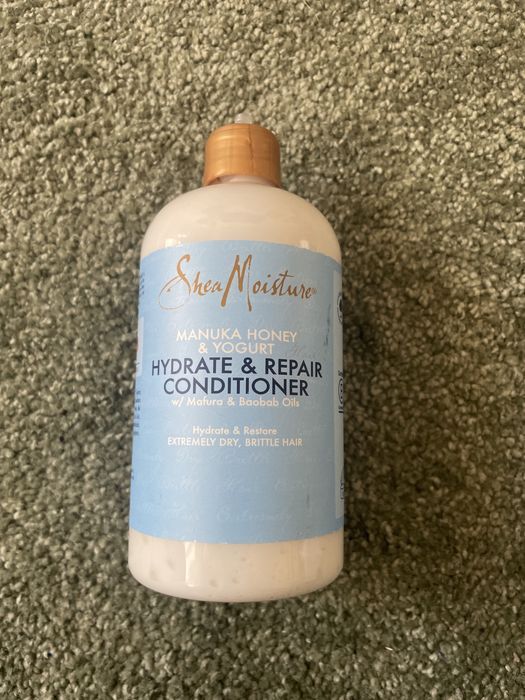 SheaMoisture®
MANUKA HONEY
& YOGURT
HYDRATE & REPAIR
CONDITIONER
w/ Mafura & Baobab Oils
Hydrate & Restore
EXTREMELY DRY, BRITTLE HAIR